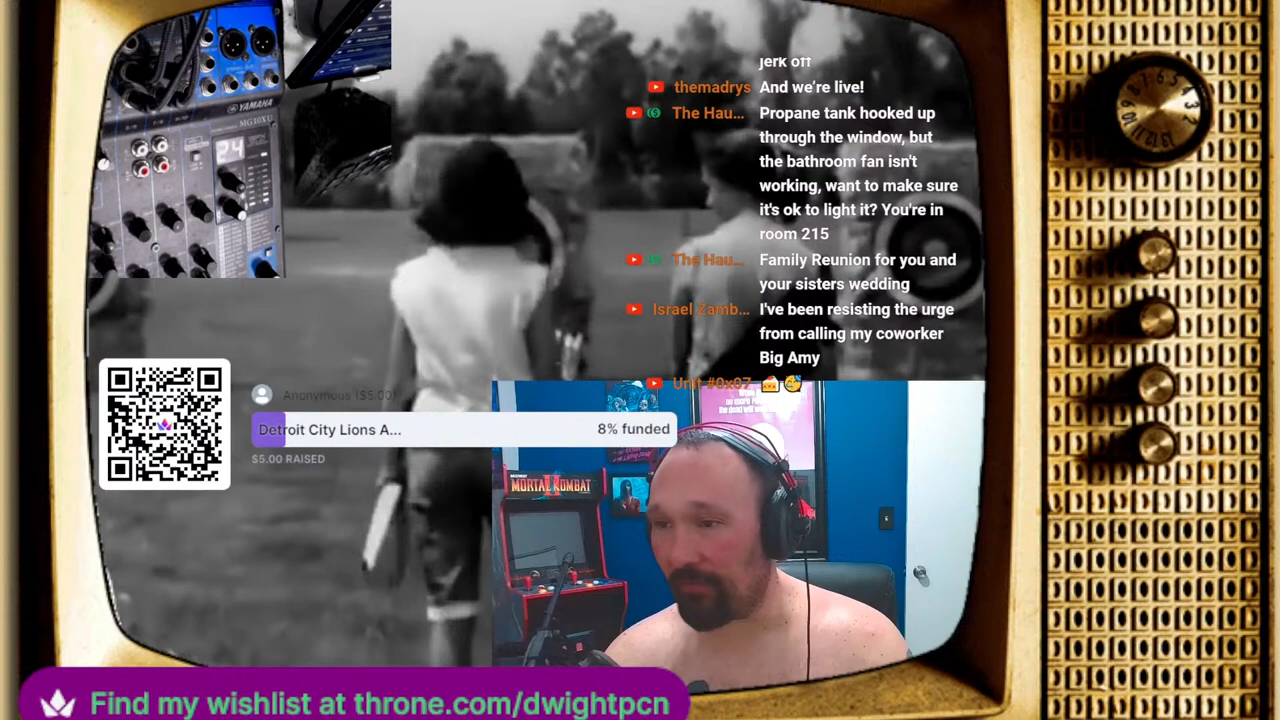 jerk off
themadrys And we're live!
The Hau... Propane tank hooked up
through the window, but
the bathroom fan isn't
working, want to make sure
it's ok to light it? You're in
room 215
The Hau... Family Reunion for you and
your sisters wedding
Israel Zamb... I've been resisting the urge
from calling my coworker
Big Amy
Unit #0x07
YAMAHA
MG10XU
24
Anonymous ($5.00)
Detroit City Lions A... 8% funded
$5.00 RAISED
MORTAL KOMBAT
Find my wishlist at throne.com/dwightpcn